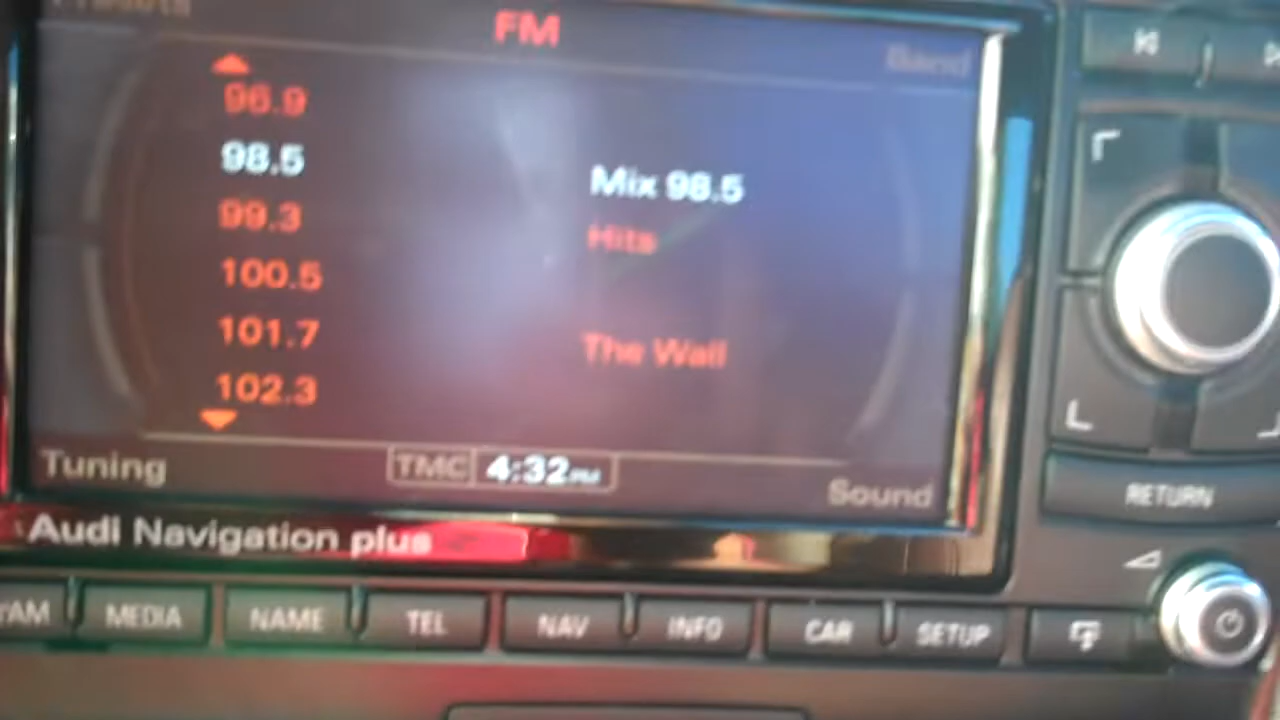 Presets
FM
Band
96.9
98.5
Mix 98.5
99.3
Hits
100.5
101.7
The Wall
102.3
Tuning
TMC 4:32 PM
Sound
Audi Navigation plus
RETURN
/AM MEDIA NAME TEL NAV INFO CAR SETUP